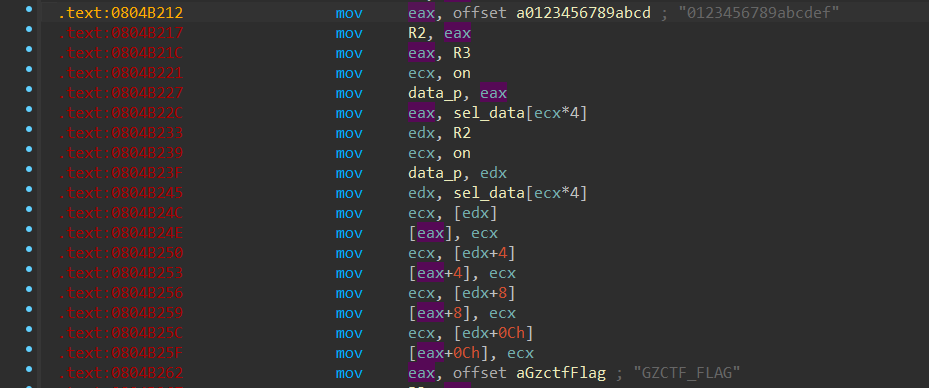 .text:0804B212 mov eax, offset a0123456789abcd ; "0123456789abcdef"
.text:0804B217 mov R2, eax
.text:0804B21C mov eax, R3
.text:0804B221 mov ecx, on
.text:0804B227 mov data_p, eax
.text:0804B22C mov eax, sel_data[ecx*4]
.text:0804B233 mov edx, R2
.text:0804B239 mov ecx, on
.text:0804B23F mov data_p, edx
.text:0804B245 mov edx, sel_data[ecx*4]
.text:0804B24C mov ecx, [edx]
.text:0804B24E mov [eax], ecx
.text:0804B250 mov ecx, [edx+4]
.text:0804B253 mov [eax+4], ecx
.text:0804B256 mov ecx, [edx+8]
.text:0804B259 mov [eax+8], ecx
.text:0804B25C mov ecx, [edx+0Ch]
.text:0804B25F mov [eax+0Ch], ecx
.text:0804B262 mov eax, offset aGzctfFlag ; "GZCTF_FLAG"